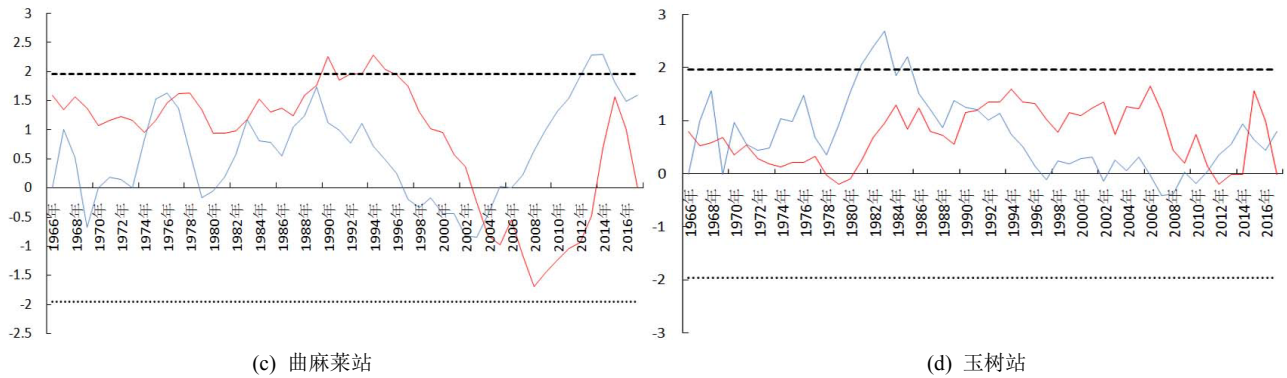 3
2.5
2
1.5
1
0.5
0
-0.5
-1
-1.5
-2
-2.5
1966年
1968年
1970年
1972年
1974年
1976年
1978年
1980年
1982年
1984年
1986年
1988年
1990年
1992年
1994年
1996年
1998年
2000年
2002年
2004年
2006年
2008年
2010年
2012年
2014年
2016年
(c) 曲麻莱站
3
2
1
0
-1
-2
-3
1966年
1968年
1970年
1972年
1974年
1976年
1978年
1980年
1982年
1984年
1986年
1988年
1990年
1992年
1994年
1996年
1998年
2000年
2002年
2004年
2006年
2008年
2010年
2012年
2014年
2016年
(d) 玉树站